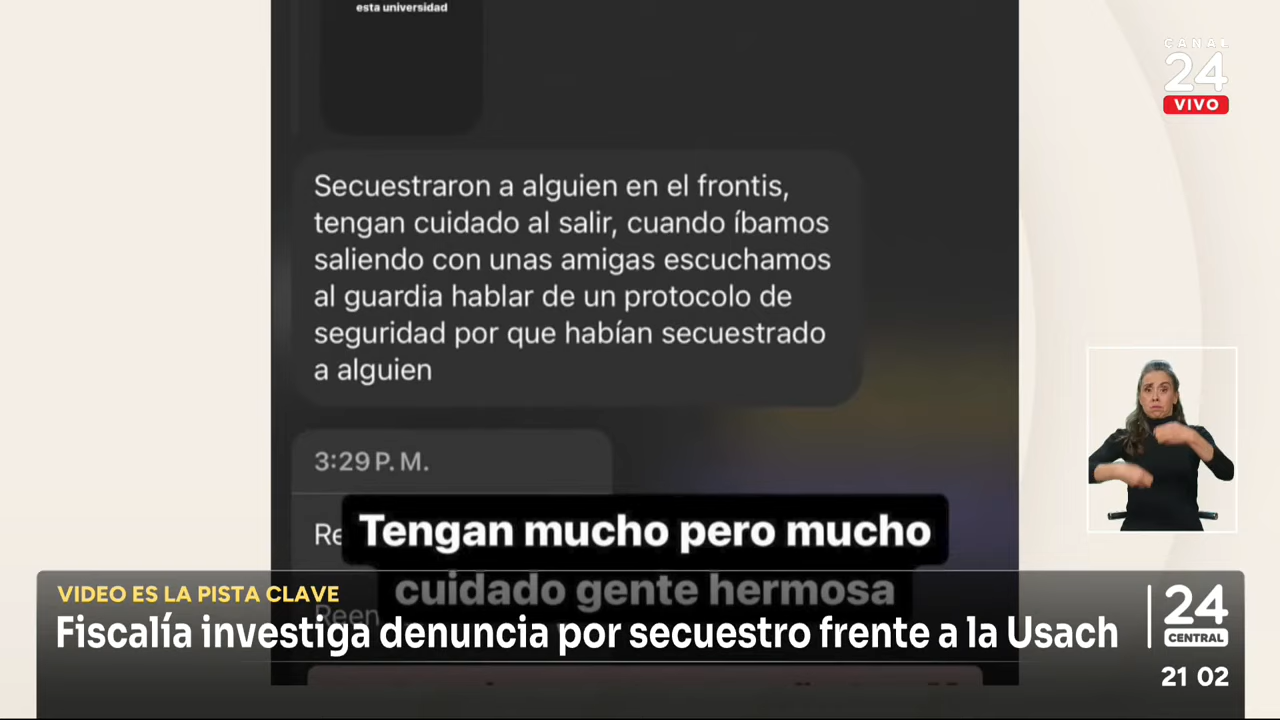 esta universidad
CANAL
24
VIVO
Secuestraron a alguien en el frontis,
tengan cuidado al salir, cuando íbamos
saliendo con unas amigas escuchamos
al guardia hablar de un protocolo de
seguridad por que habían secuestrado
a alguien
3:29 P. M.
Re
Tengan mucho pero mucho
cuidado gente hermosa
Reen
VIDEO ES LA PISTA CLAVE
Fiscalía investiga denuncia por secuestro frente a la Usach
24
CENTRAL
21 02